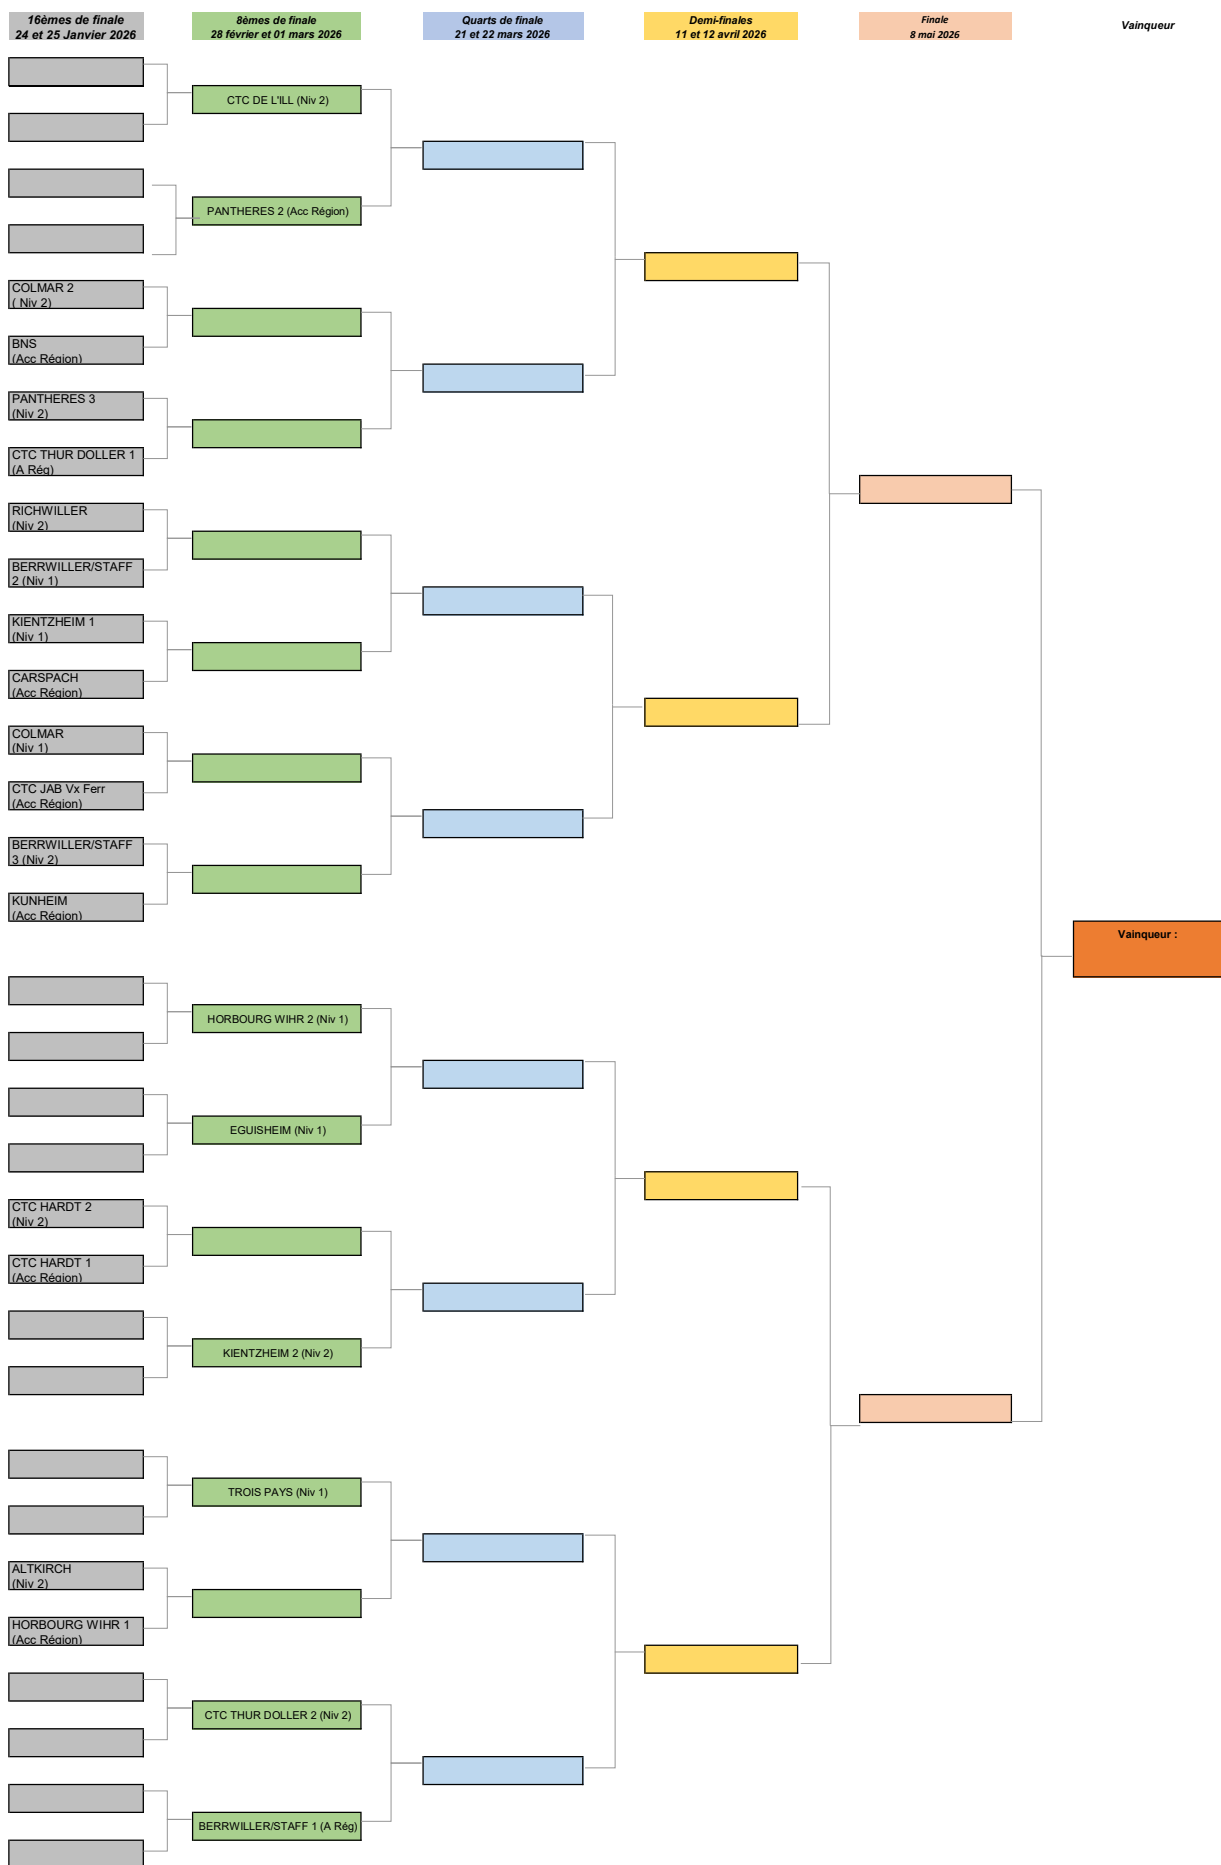 16èmes de finale
24 et 25 Janvier 2026
8èmes de finale
28 février et 01 mars 2026
Quarts de finale
21 et 22 mars 2026
Demi-finales
11 et 12 avril 2026
Finale
8 mai 2026
Vainqueur
CTC DE L'ILL (Niv 2)
PANTHERES 2 (Acc Région)
COLMAR 2
( Niv 2)
BNS
(Acc Région)
PANTHERES 3
(Niv 2)
CTC THUR DOLLER 1
(A Rég)
RICHWILLER
(Niv 2)
BERRWILLER/STAFF
2 (Niv 1)
KIENTZHEIM 1
(Niv 1)
CARSPACH
(Acc Région)
COLMAR
(Niv 1)
CTC JAB Vx Ferr
(Acc Région)
BERRWILLER/STAFF
3 (Niv 2)
KUNHEIM
(Acc Région)
Vainqueur :
HORBOURG WIHR 2 (Niv 1)
EGUISHEIM (Niv 1)
CTC HARDT 2
(Niv 2)
CTC HARDT 1
(Acc Région)
KIENTZHEIM 2 (Niv 2)
TROIS PAYS (Niv 1)
ALTKIRCH
(Niv 2)
HORBOURG WIHR 1
(Acc Région)
CTC THUR DOLLER 2 (Niv 2)
BERRWILLER/STAFF 1 (A Rég)